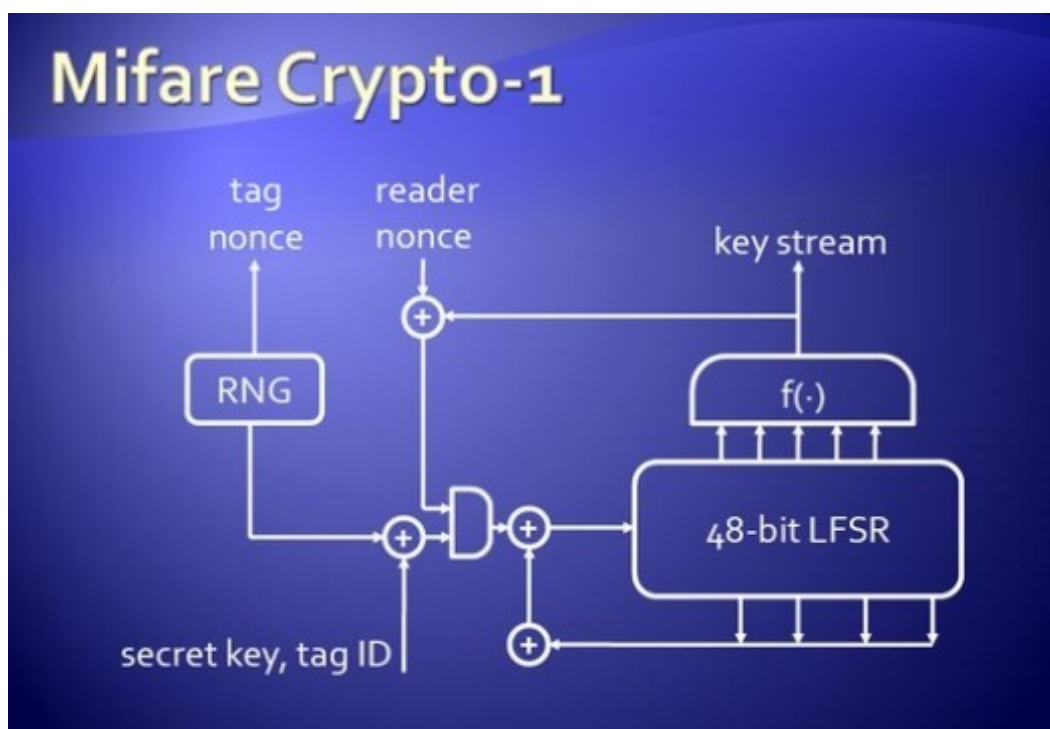 Mifare Crypto-1
tag
nonce
reader
nonce
key stream
+
RNG
f(·)
+
+
48-bit LFSR
secret key, tag ID
+